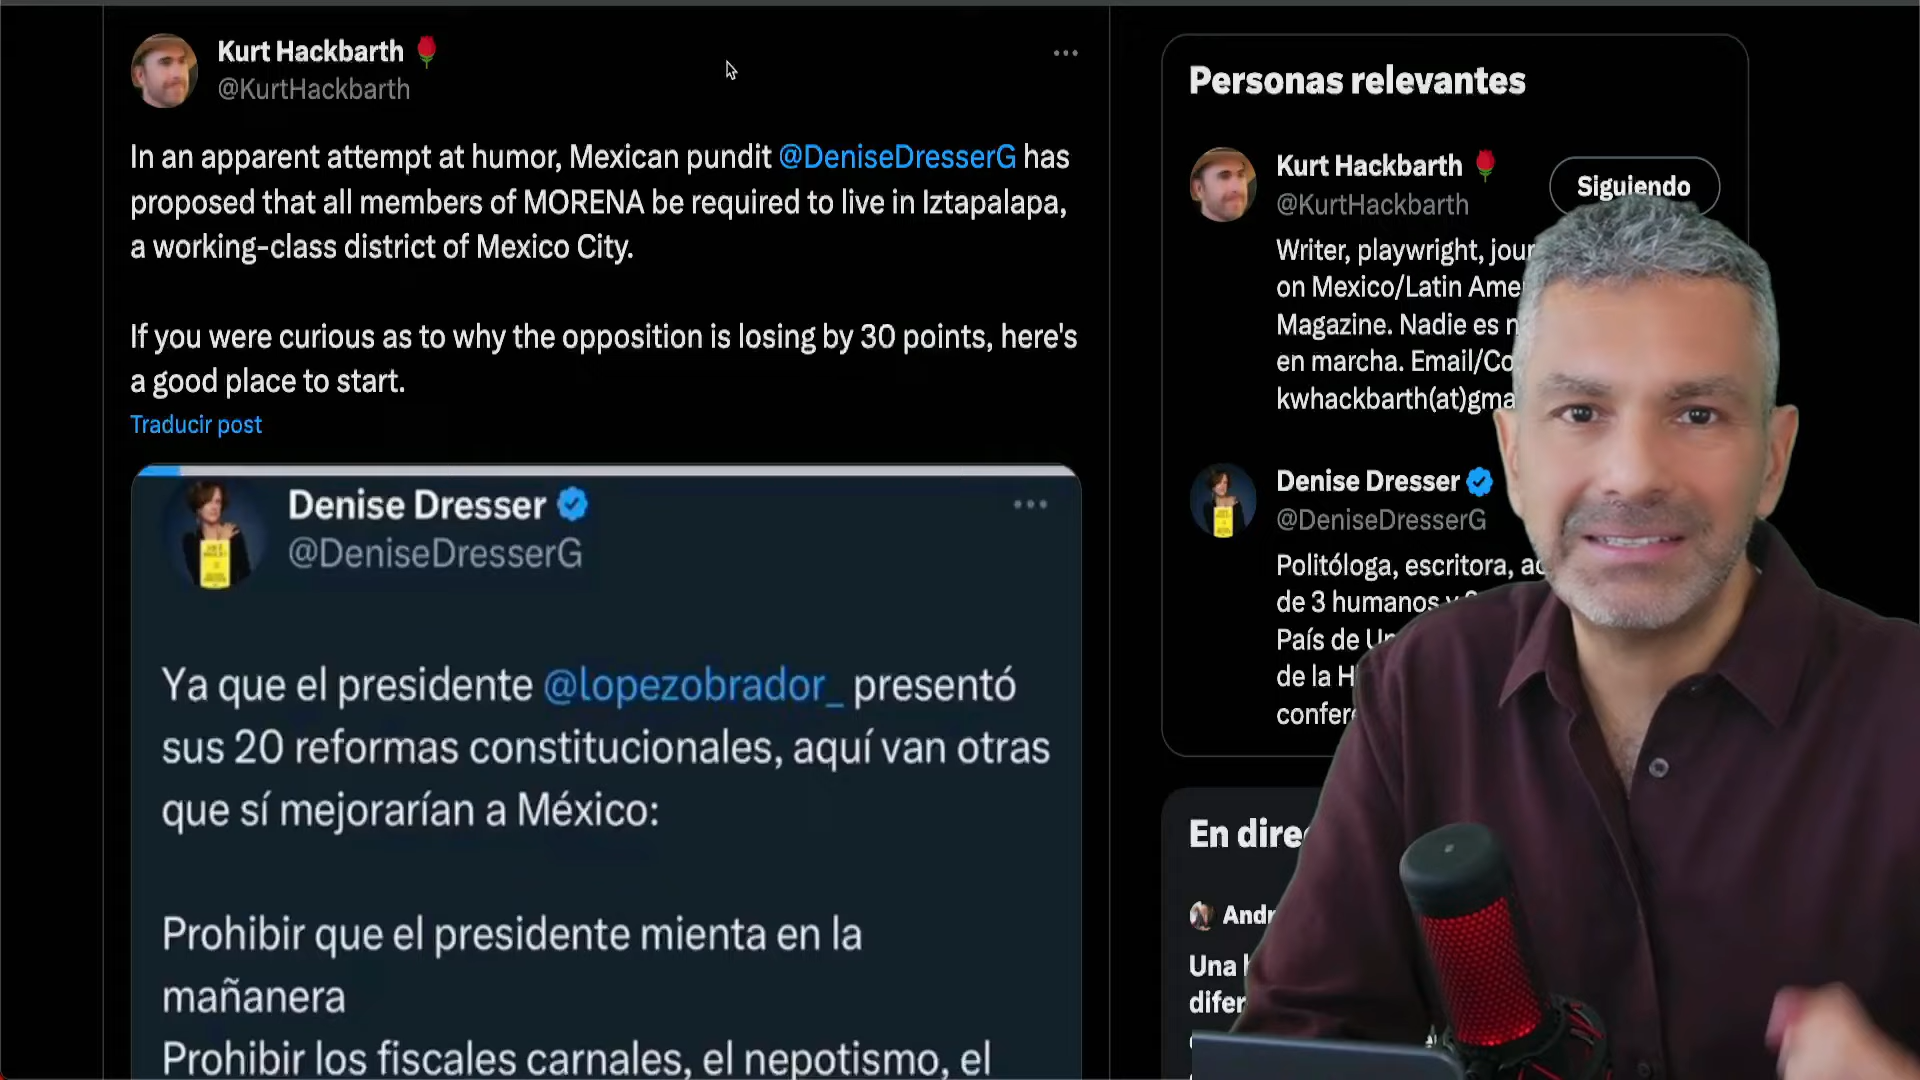 Kurt Hackbarth
@KurtHackbarth
In an apparent attempt at humor, Mexican pundit @DeniseDresserG has
proposed that all members of MORENA be required to live in Iztapalapa,
a working-class district of Mexico City.
If you were curious as to why the opposition is losing by 30 points, here's
a good place to start.
Traducir post
Denise Dresser
@DeniseDresserG
Ya que el presidente @lopezobrador_ presentó
sus 20 reformas constitucionales, aquí van otras
que sí mejorarían a México:
Prohibir que el presidente mienta en la
mañanera
Prohibir los fiscales carnales, el nepotismo, el
Personas relevantes
Kurt Hackbarth
@KurtHackbarth
Siguiendo
Writer, playwright, jour
on Mexico/Latin Ame
Magazine. Nadie es n
en marcha. Email/Co
kwhackbarth(at)gma
Denise Dresser
@DeniseDresserG
Politóloga, escritora, ac
de 3 humanos y
País de Un
de la H
confere
En dire
Andr
Una
difer